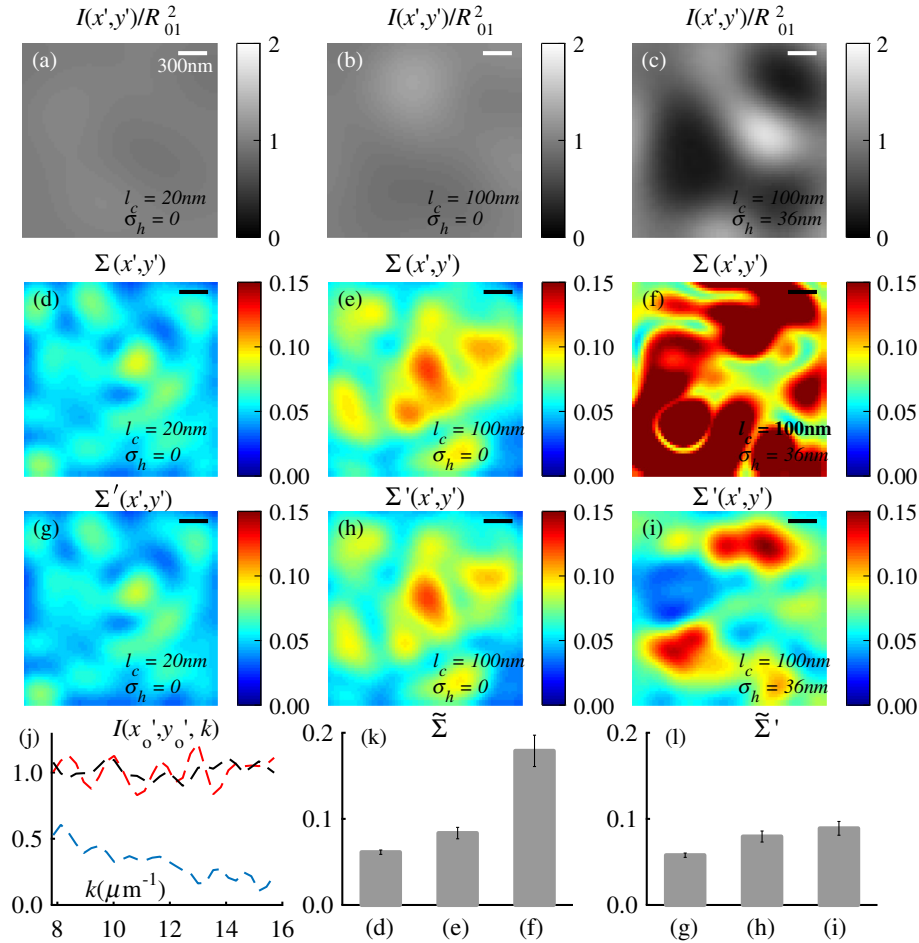 I(x',y')/R₀₁² I(x',y')/R₀₁² I(x',y')/R₀₁²
(a) 300nm 2 (b) 2 (c) 2
1 1 1
l_c = 20nm l_c = 100nm l_c = 100nm
σ_h = 0 0 σ_h = 0 0 σ_h = 36nm 0
Σ(x',y') Σ(x',y') Σ(x',y')
(d) 0.15 (e) 0.15 (f) 0.15
0.10 0.10 0.10
0.05 0.05 0.05
l_c = 20nm l_c = 100nm l_c = 100nm
σ_h = 0 0.00 σ_h = 0 0.00 σ_h = 36nm 0.00
Σ'(x',y') Σ'(x',y') Σ'(x',y')
(g) 0.15 (h) 0.15 (i) 0.15
0.10 0.10 0.10
0.05 0.05 0.05
l_c = 20nm l_c = 100nm l_c = 100nm
σ_h = 0 0.00 σ_h = 0 0.00 σ_h = 36nm 0.00
(j) I(x_o',y_o', k) 0.2 (k) Σ̃ 0.2 (l) Σ̃'
1.0
0.5 0.1 0.1
k(μm⁻¹)
0.0 0.0 0.0
8 10 12 14 16 (d) (e) (f) (g) (h) (i)